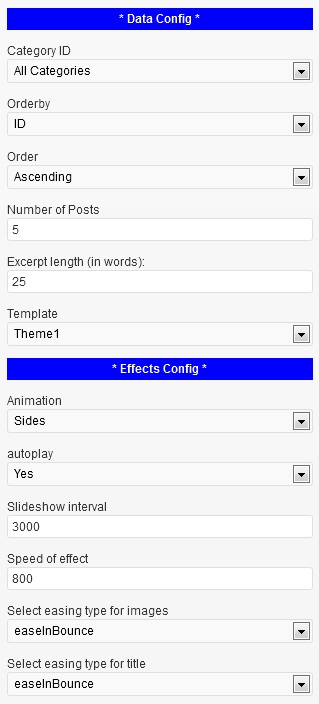 * Data Config *
Category ID
All Categories
Orderby
ID
Order
Ascending
Number of Posts
5
Excerpt length (in words):
25
Template
Theme1
* Effects Config *
Animation
Sides
autoplay
Yes
Slideshow interval
3000
Speed of effect
800
Select easing type for images
easeInBounce
Select easing type for title
easeInBounce